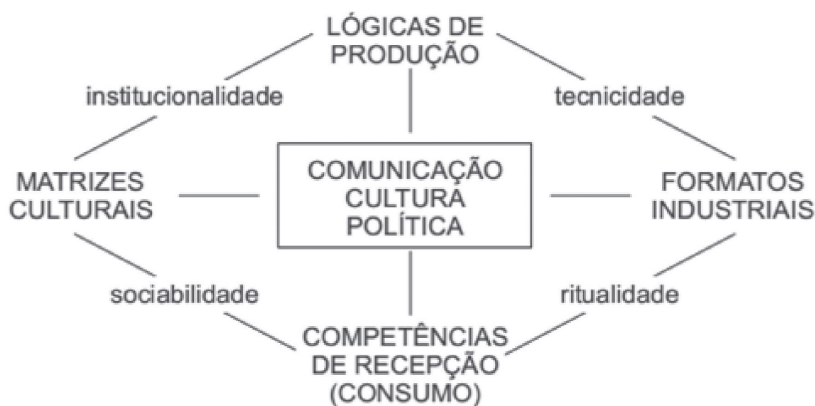 LÓGICAS DE
PRODUÇÃO
institucionalidade
tecnicidade
MATRIZES
CULTURAIS
COMUNICAÇÃO
CULTURA
POLÍTICA
FORMATOS
INDUSTRIAIS
sociabilidade
ritualidade
COMPETÊNCIAS
DE RECEPÇÃO
(CONSUMO)